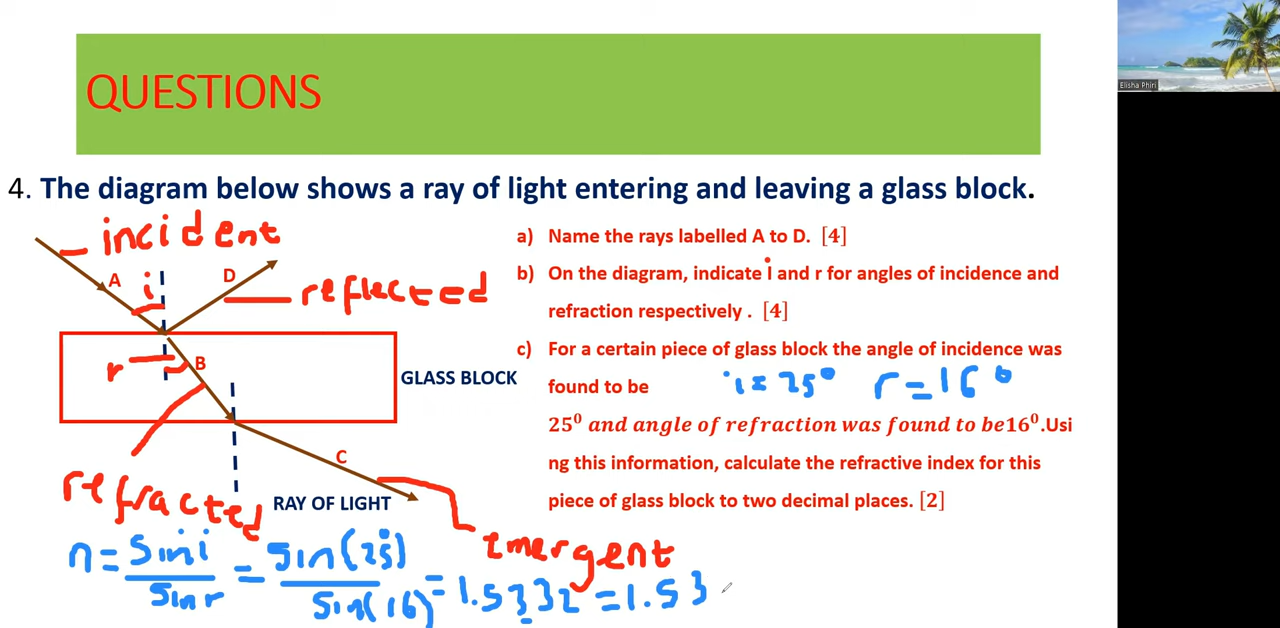 QUESTIONS
Elisha Phiri
4. The diagram below shows a ray of light entering and leaving a glass block.
incident
A
i
D
reflected
r
B
GLASS BLOCK
C
RAY OF LIGHT
refracted
emergent
a) Name the rays labelled A to D. [4]
b) On the diagram, indicate i and r for angles of incidence and
refraction respectively . [4]
c) For a certain piece of glass block the angle of incidence was
found to be
i = 25° r = 16°
25⁰ and angle of refraction was found to be16⁰.Usi
ng this information, calculate the refractive index for this
piece of glass block to two decimal places. [2]
n = sin i / sin r = sin(25) / sin(16) = 1.5332 = 1.53